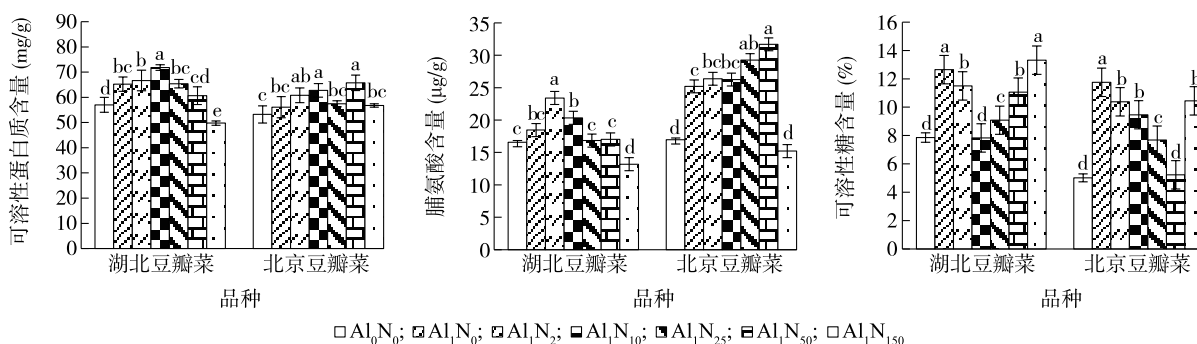 可溶性蛋白质含量 (mg/g)
90
80
70
60
50
40
30
20
10
0
d bc b a bc cd e
c bc ab a bc a bc
湖北豆瓣菜 北京豆瓣菜
品种
脯氨酸含量 (μg/g)
35
30
25
20
15
10
5
0
c bc a b c c d
d c bc bc ab a d
湖北豆瓣菜 北京豆瓣菜
品种
可溶性糖含量 (%)
16
14
12
10
8
6
4
2
0
d a b d c b a
d a b b c d b
湖北豆瓣菜 北京豆瓣菜
品种
Al₀N₀; Al₁N₀; Al₁N₂; Al₁N₁₀; Al₁N₂₅; Al₁N₅₀; Al₁N₁₅₀